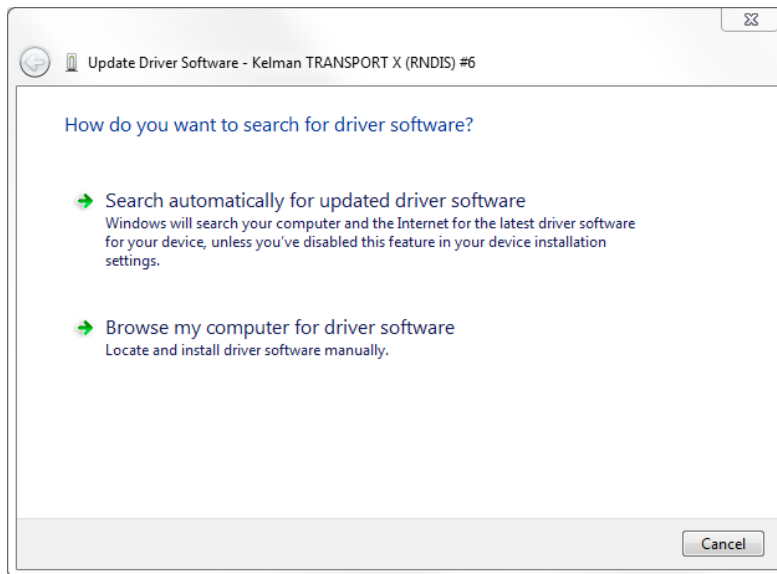 Update Driver Software - Kelman TRANSPORT X (RNDIS) #6
How do you want to search for driver software?
Search automatically for updated driver software
Windows will search your computer and the Internet for the latest driver software
for your device, unless you've disabled this feature in your device installation
settings.
Browse my computer for driver software
Locate and install driver software manually.
Cancel